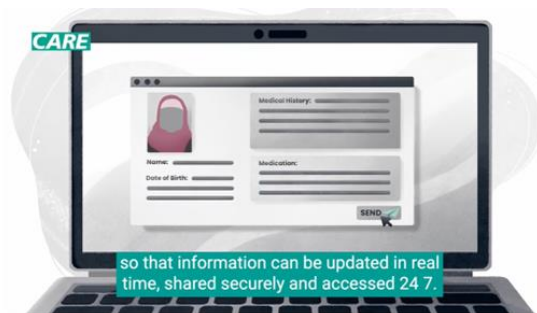 CARE
Medical History:
Name:
Date of Birth:
Medication:
SEND
so that information can be updated in real
time, shared securely and accessed 24 7.